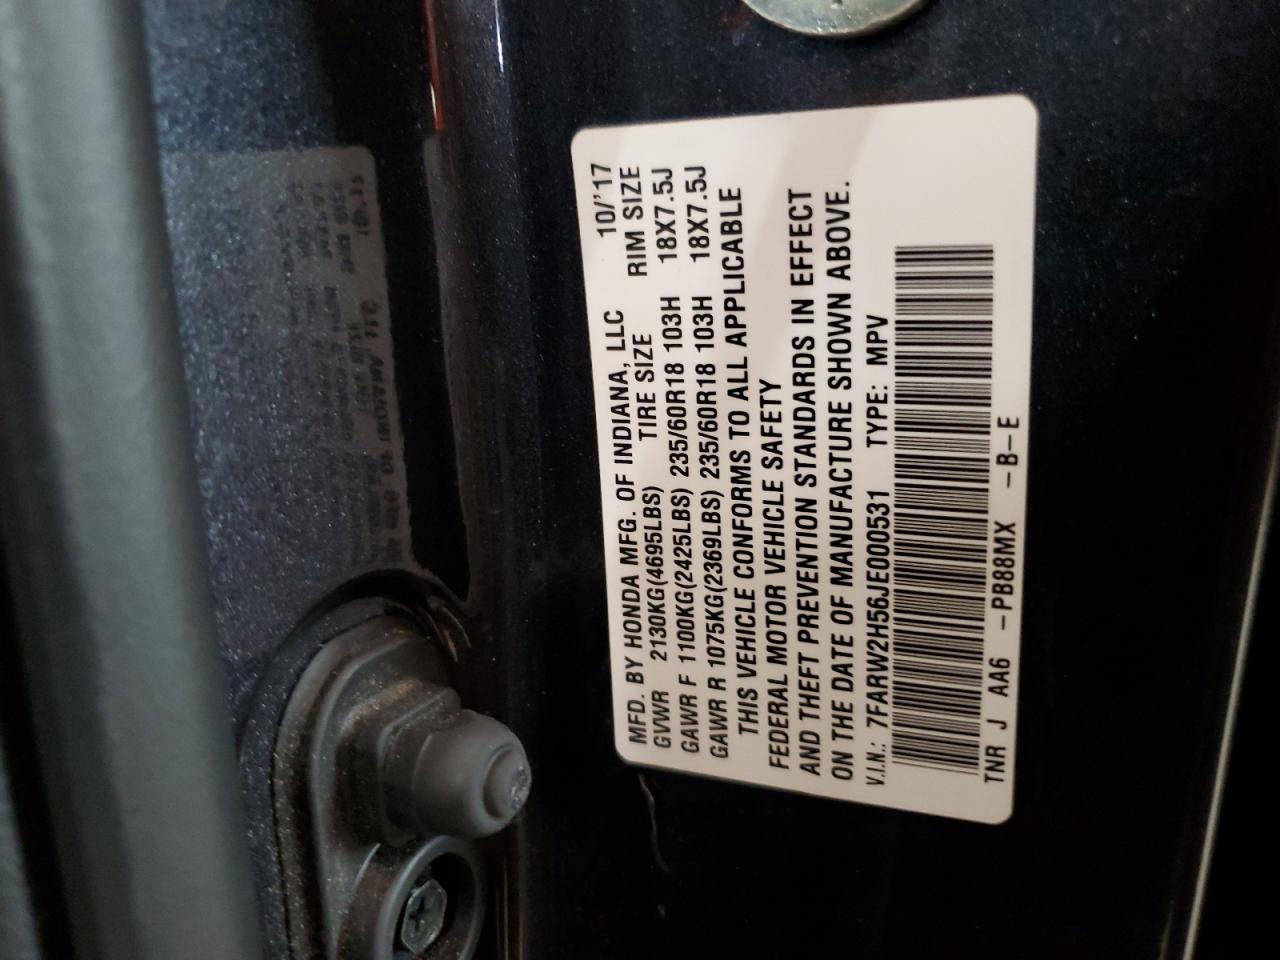 MFD. BY HONDA MFG. OF INDIANA, LLC 10/'17
GVWR 2130KG(4695LBS) TIRE SIZE RIM SIZE
GAWR F 1100KG(2425LBS) 235/60R18 103H 18X7.5J
GAWR R 1075KG(2369LBS) 235/60R18 103H 18X7.5J
THIS VEHICLE CONFORMS TO ALL APPLICABLE
FEDERAL MOTOR VEHICLE SAFETY
AND THEFT PREVENTION STANDARDS IN EFFECT
ON THE DATE OF MANUFACTURE SHOWN ABOVE.
V.I.N.: 7FARW2H56JE000531 TYPE: MPV
TNR J AA6 -PB88MX -B-E